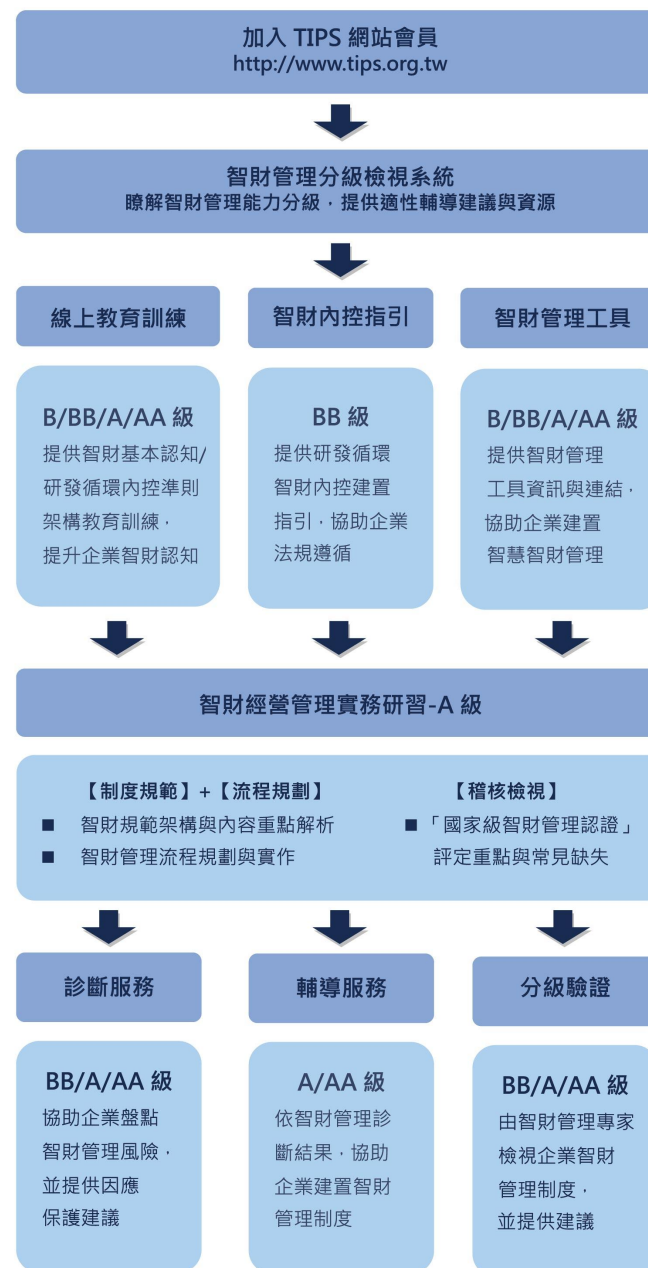 加入 TIPS 網站會員
http://www.tips.org.tw
智財管理分級檢視系統
瞭解智財管理能力分級，提供適性輔導建議與資源
線上教育訓練
B/BB/A/AA 級
提供智財基本認知/
研發循環內控準則
架構教育訓練，
提升企業智財認知
智財內控指引
BB 級
提供研發循環
智財內控建置
指引，協助企業
法規遵循
智財管理工具
B/BB/A/AA 級
提供智財管理
工具資訊與連結，
協助企業建置
智慧智財管理
智財經營管理實務研習-A 級
【制度規範】+【流程規劃】
■ 智財規範架構與內容重點解析
■ 智財管理流程規劃與實作
【稽核檢視】
■「國家級智財管理認證」
評定重點與常見缺失
診斷服務
BB/A/AA 級
協助企業盤點
智財管理風險，
並提供因應
保護建議
輔導服務
A/AA 級
依智財管理診
斷結果，協助
企業建置智財
管理制度
分級驗證
BB/A/AA 級
由智財管理專家
檢視企業智財
管理制度，
並提供建議